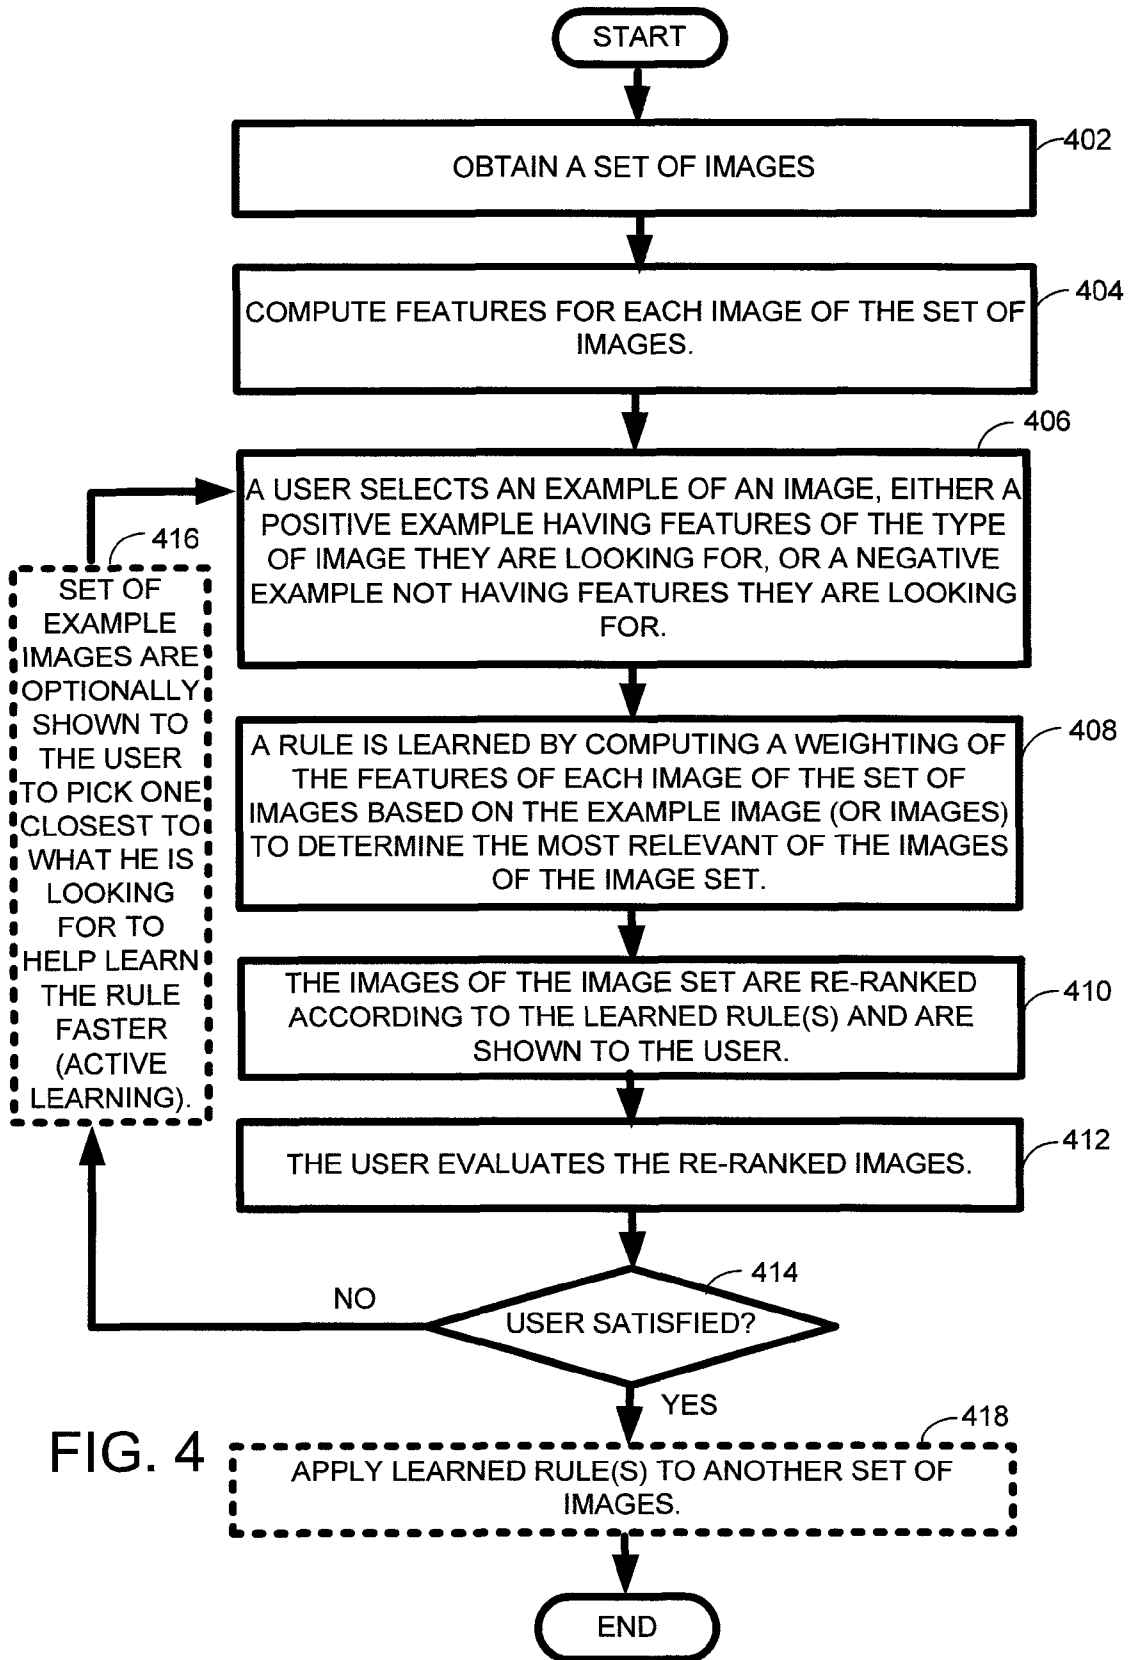 START
402
OBTAIN A SET OF IMAGES
404
COMPUTE FEATURES FOR EACH IMAGE OF THE SET OF
IMAGES.
406
A USER SELECTS AN EXAMPLE OF AN IMAGE, EITHER A
POSITIVE EXAMPLE HAVING FEATURES OF THE TYPE
OF IMAGE THEY ARE LOOKING FOR, OR A NEGATIVE
EXAMPLE NOT HAVING FEATURES THEY ARE LOOKING
FOR.
416
SET OF
EXAMPLE
IMAGES ARE
OPTIONALLY
SHOWN TO
THE USER
TO PICK ONE
CLOSEST TO
WHAT HE IS
LOOKING
FOR TO
HELP LEARN
THE RULE
FASTER
(ACTIVE
LEARNING).
408
A RULE IS LEARNED BY COMPUTING A WEIGHTING OF
THE FEATURES OF EACH IMAGE OF THE SET OF
IMAGES BASED ON THE EXAMPLE IMAGE (OR IMAGES)
TO DETERMINE THE MOST RELEVANT OF THE IMAGES
OF THE IMAGE SET.
410
THE IMAGES OF THE IMAGE SET ARE RE-RANKED
ACCORDING TO THE LEARNED RULE(S) AND ARE
SHOWN TO THE USER.
412
THE USER EVALUATES THE RE-RANKED IMAGES.
414
NO
USER SATISFIED?
YES
FIG. 4
418
APPLY LEARNED RULE(S) TO ANOTHER SET OF
IMAGES.
END